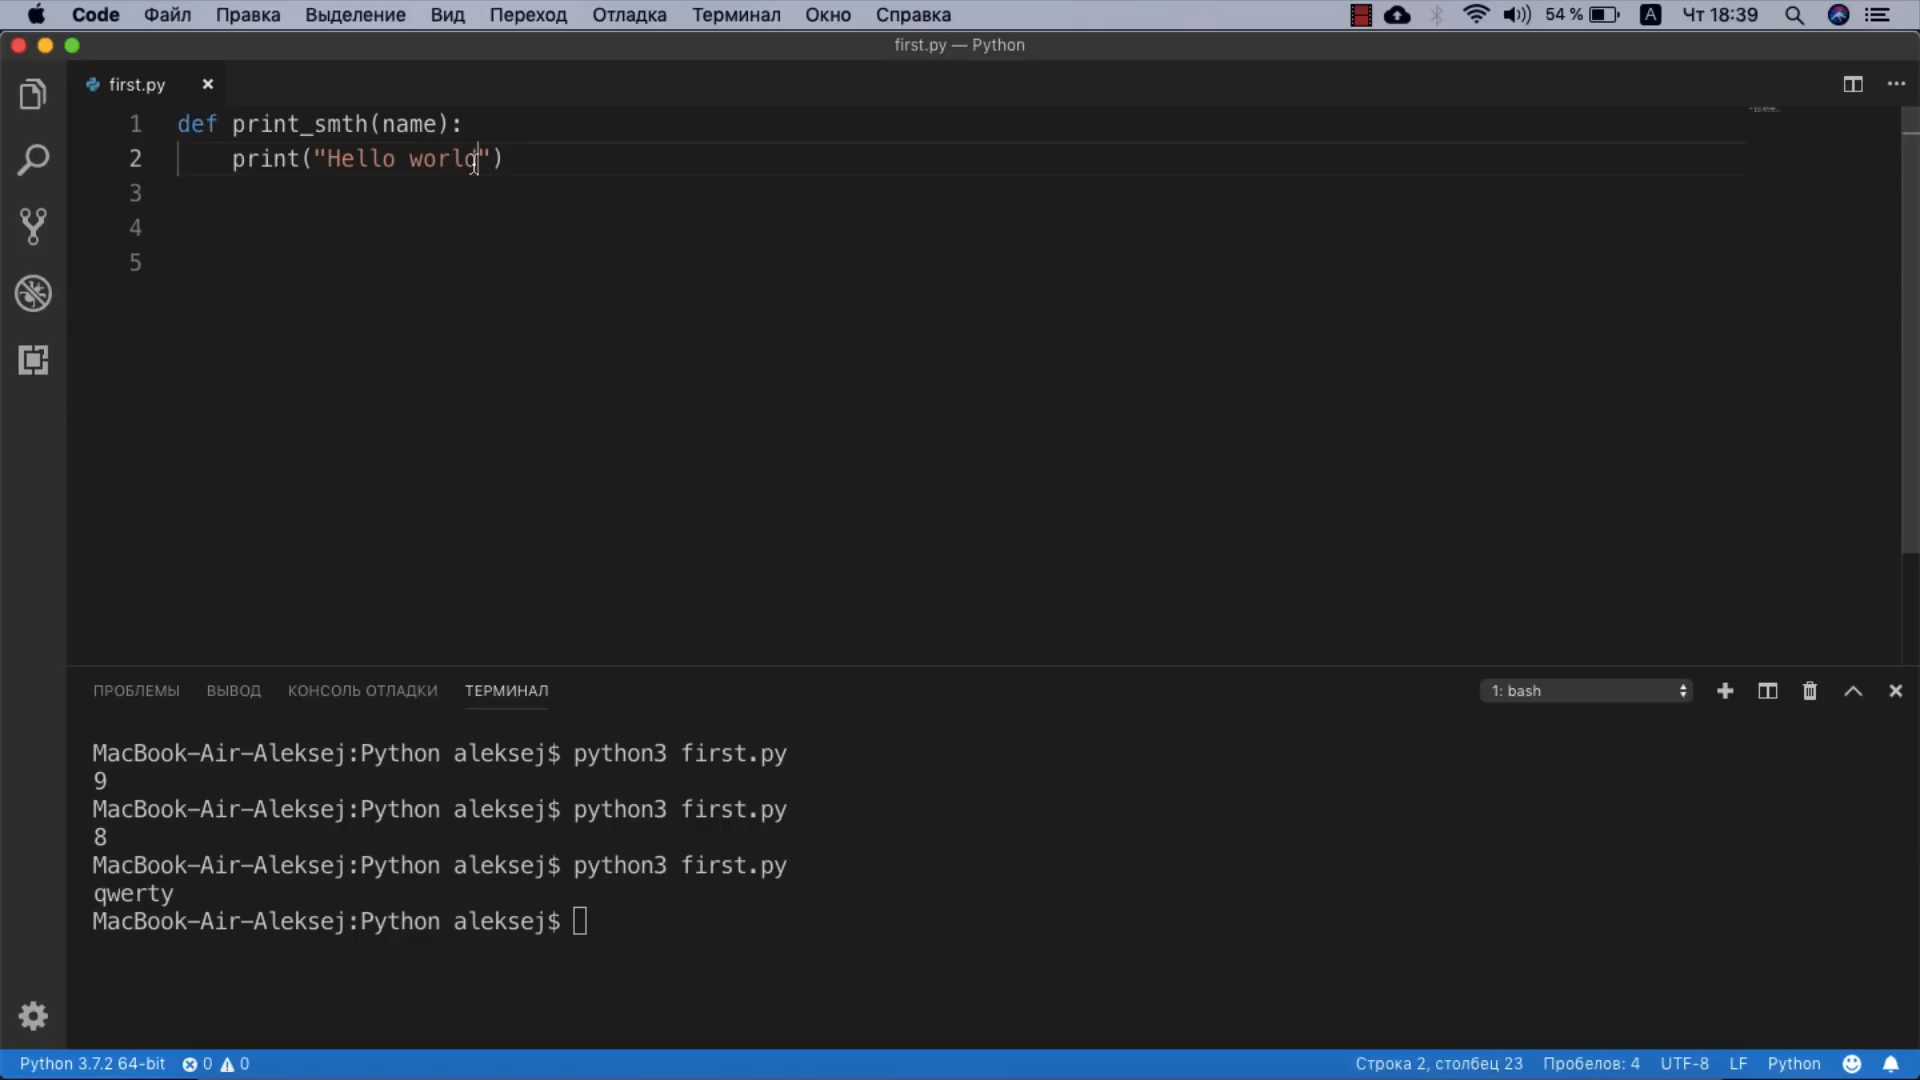 Code Файл Правка Выделение Вид Переход Отладка Терминал Окно Справка 54 % A Чт 18:39
first.py — Python
first.py
1 def print_smth(name):
2 print("Hello world")
3
4
5
ПРОБЛЕМЫ ВЫВОД КОНСОЛЬ ОТЛАДКИ ТЕРМИНАЛ 1: bash
MacBook-Air-Aleksej:Python aleksej$ python3 first.py
9
MacBook-Air-Aleksej:Python aleksej$ python3 first.py
8
MacBook-Air-Aleksej:Python aleksej$ python3 first.py
qwerty
MacBook-Air-Aleksej:Python aleksej$
Python 3.7.2 64-bit 0 0 Строка 2, столбец 23 Пробелов: 4 UTF-8 LF Python